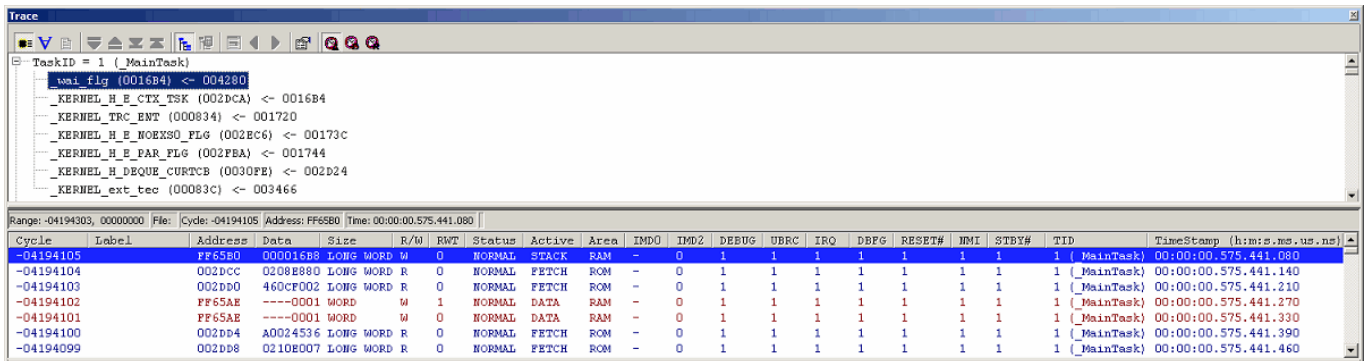 Trace
TaskID = 1 (_MainTask)
_wai_flg (0016B4) <- 004280
_KERNEL_H_E_CTX_TSK (002DCA) <- 0016B4
_KERNEL_TRC_ENT (000834) <- 001720
_KERNEL_H_E_NOEXS0_FLG (002EC6) <- 00173C
_KERNEL_H_E_PAR_FLG (002FBA) <- 001744
_KERNEL_H_DEQUE_CURTCB (0030FE) <- 002D24
_KERNEL_ext_tec (00083C) <- 003466
Range: -04194303, 00000000 File: Cycle: -04194105 Address: FF65B0 Time: 00:00:00.575.441.080
Cycle Label Address Data Size R/W RWT Status Active Area IMD0 IMD2 DEBUG UBRC IRQ DBFG RESET# NMI STBY# TID TimeStamp (h:m:s.ms.us.ns)
-04194105 FF65B0 000016B8 LONG WORD W 0 NORMAL STACK RAM - 0 1 1 1 1 1 1 1 1 (_MainTask) 00:00:00.575.441.080
-04194104 002DCC 0208E880 LONG WORD R 0 NORMAL FETCH ROM - 0 1 1 1 1 1 1 1 1 (_MainTask) 00:00:00.575.441.140
-04194103 002DD0 460CF002 LONG WORD R 0 NORMAL FETCH ROM - 0 1 1 1 1 1 1 1 1 (_MainTask) 00:00:00.575.441.210
-04194102 FF65AE ----0001 WORD W 1 NORMAL DATA RAM - 0 1 1 1 1 1 1 1 1 (_MainTask) 00:00:00.575.441.270
-04194101 FF65AE ----0001 WORD W 0 NORMAL DATA RAM - 0 1 1 1 1 1 1 1 1 (_MainTask) 00:00:00.575.441.330
-04194100 002DD4 A0024536 LONG WORD R 0 NORMAL FETCH ROM - 0 1 1 1 1 1 1 1 1 (_MainTask) 00:00:00.575.441.390
-04194099 002DD8 0210E007 LONG WORD R 0 NORMAL FETCH ROM - 0 1 1 1 1 1 1 1 1 (_MainTask) 00:00:00.575.441.460